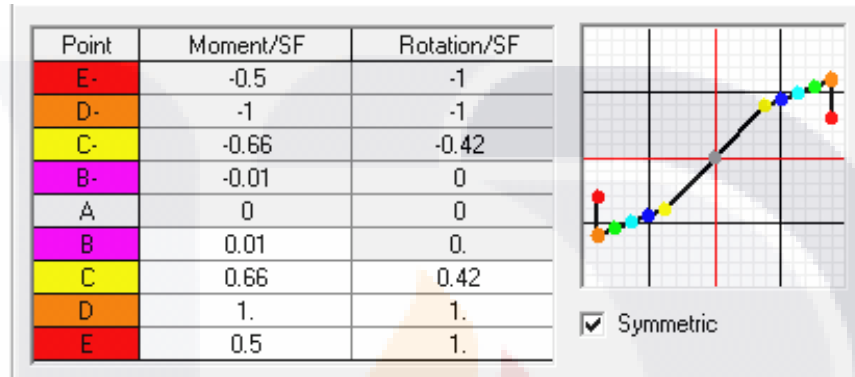 Point Moment/SF Rotation/SF
E- -0.5 -1
D- -1 -1
C- -0.66 -0.42
B- -0.01 0
A 0 0
B 0.01 0.
C 0.66 0.42
D 1. 1.
E 0.5 1.
Symmetric